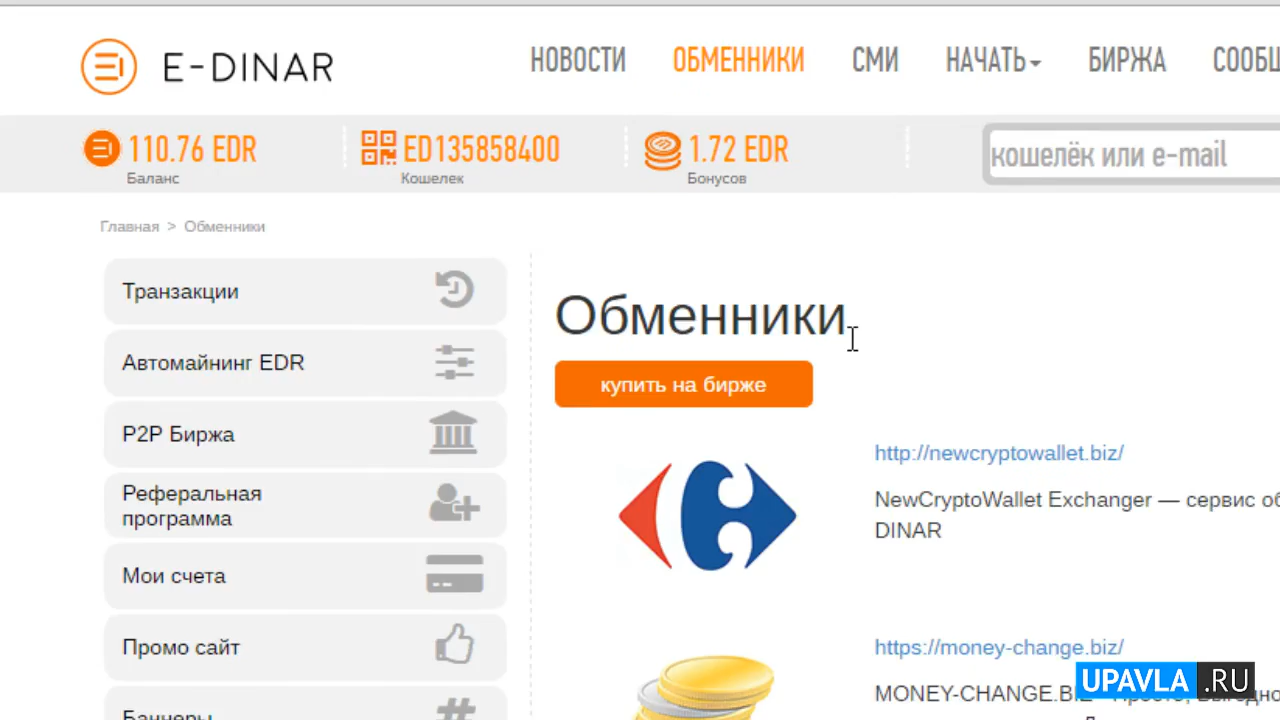 E-DINAR
НОВОСТИ ОБМЕННИКИ СМИ НАЧАТЬ БИРЖА СООБЩ
110.76 EDR ED135858400 1.72 EDR кошелёк или e-mail
Баланс Кошелек Бонусов
Главная > Обменники
Транзакции
Автомайнинг EDR
P2P Биржа
Реферальная
программа
Мои счета
Промо сайт
Баннеры
Обменники
купить на бирже
http://newcryptowallet.biz/
NewCryptoWallet Exchanger — сервис об
DINAR
https://money-change.biz/
MONEY-CHANGE.BIZ
UPAVLA.RU